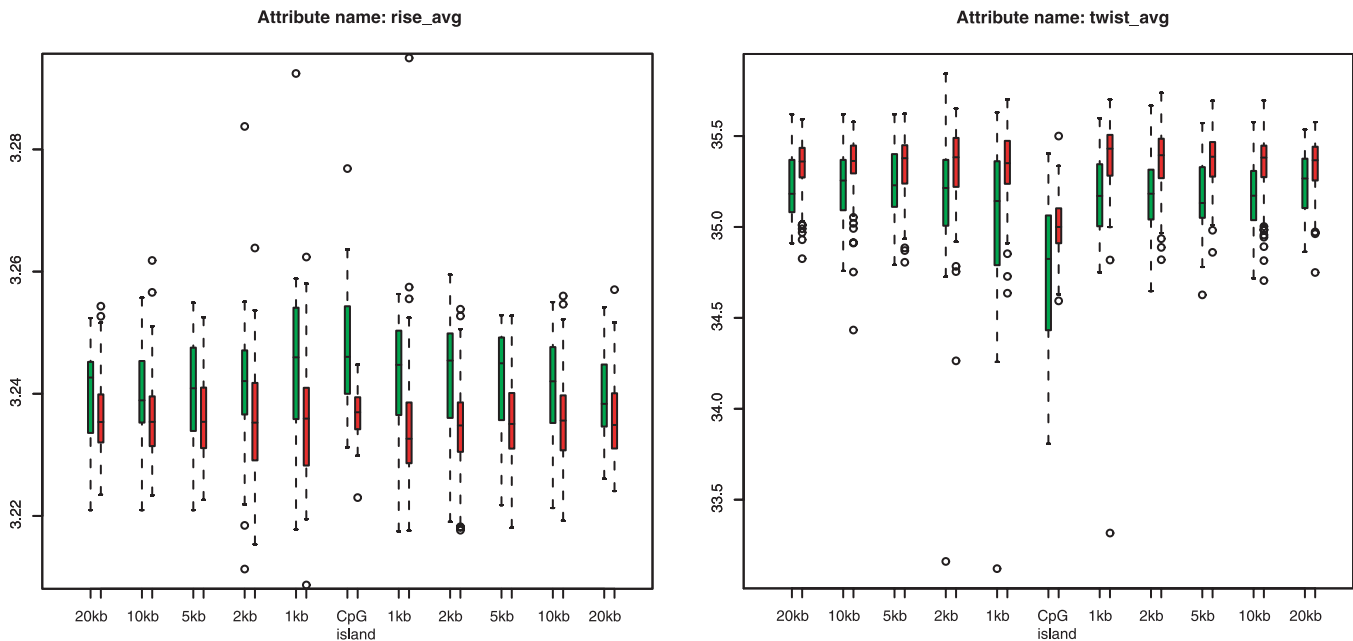 Attribute name: rise_avg
3.28
3.26
3.24
3.22
20kb 10kb 5kb 2kb 1kb CpG island 1kb 2kb 5kb 10kb 20kb
Attribute name: twist_avg
35.5
35.0
34.5
34.0
33.5
20kb 10kb 5kb 2kb 1kb CpG island 1kb 2kb 5kb 10kb 20kb